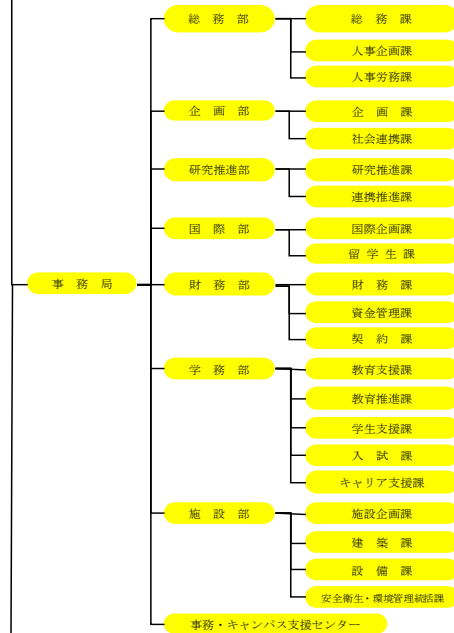 総務部
総務課
人事企画課
人事労務課
企画部
企画課
社会連携課
研究推進部
研究推進課
連携推進課
国際部
国際企画課
留学生課
事務局
財務部
財務課
資金管理課
契約課
学務部
教育支援課
教育推進課
学生支援課
入試課
キャリア支援課
施設部
施設企画課
建築課
設備課
安全衛生・環境管理統括課
事務・キャンパス支援センター